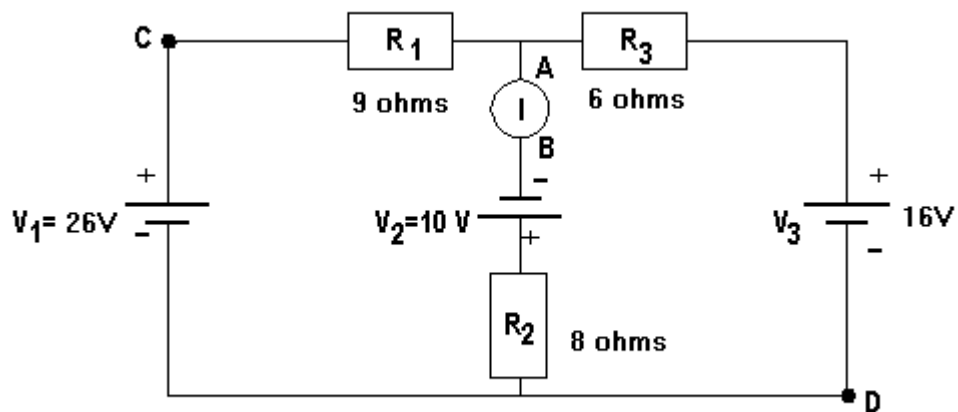 C
R1
R3
A
9 ohms
I
6 ohms
B
+
-
+
V1= 26V
-
V2=10 V
+
V3
16V
-
R2
8 ohms
D